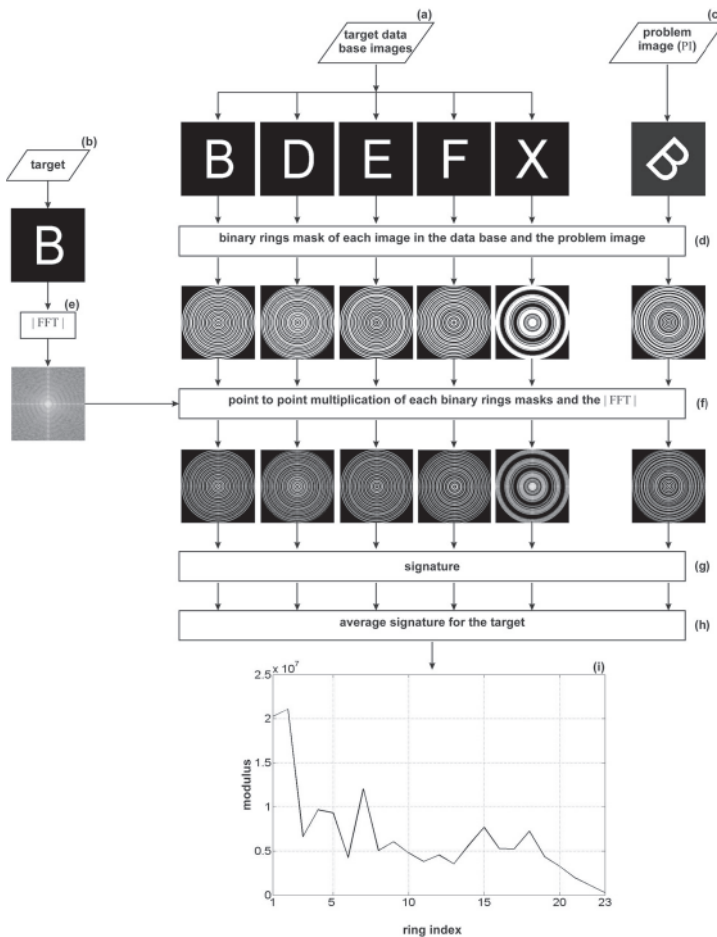 (a)
target data
base images
(c)
problem
image (PI)
(b)
target
B
D
E
F
X
B
B
binary rings mask of each image in the data base and the problem image
(d)
(e)
| FFT |
point to point multiplication of each binary rings masks and the | FFT |
(f)
signature
(g)
average signature for the target
(h)
(i)
2.5 x 10^7
2
1.5
1
0.5
0
modulus
1
5
10
15
20
23
ring index